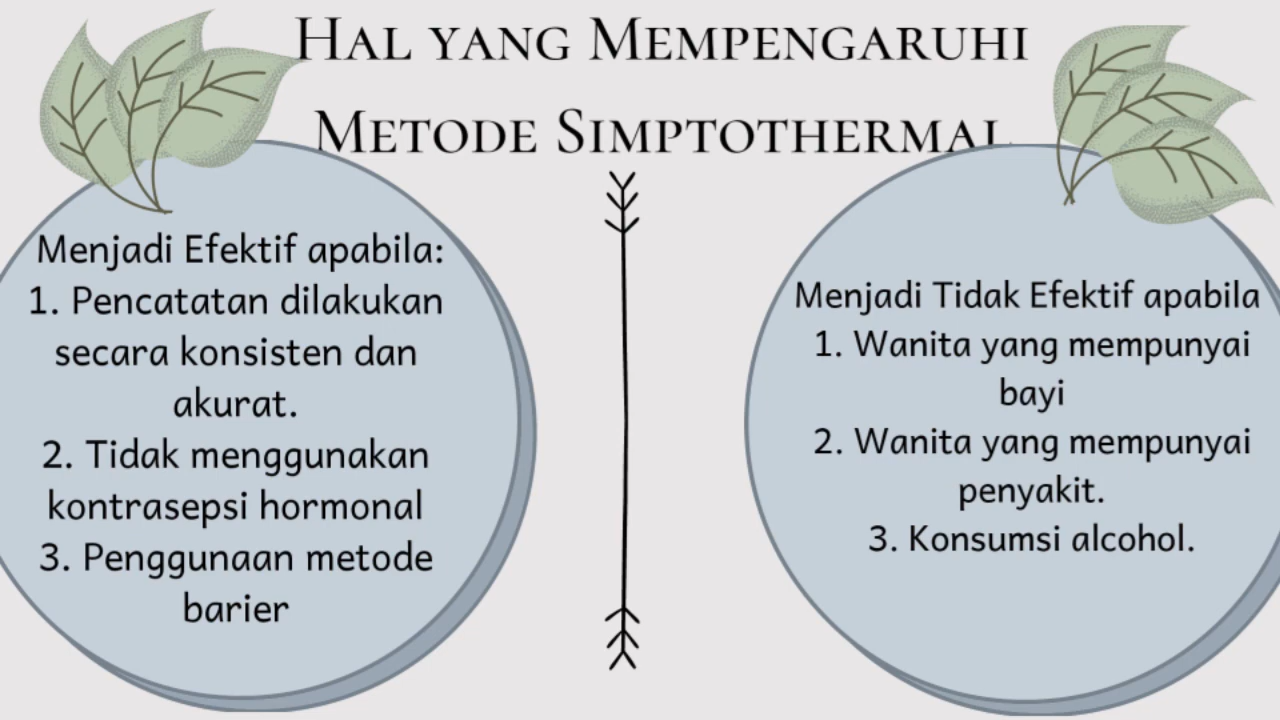 Hal yang Mempengaruhi
Metode Simptothermal
Menjadi Efektif apabila:
1. Pencatatan dilakukan
secara konsisten dan
akurat.
2. Tidak menggunakan
kontrasepsi hormonal
3. Penggunaan metode
barier
Menjadi Tidak Efektif apabila
1. Wanita yang mempunyai
bayi
2. Wanita yang mempunyai
penyakit.
3. Konsumsi alcohol.